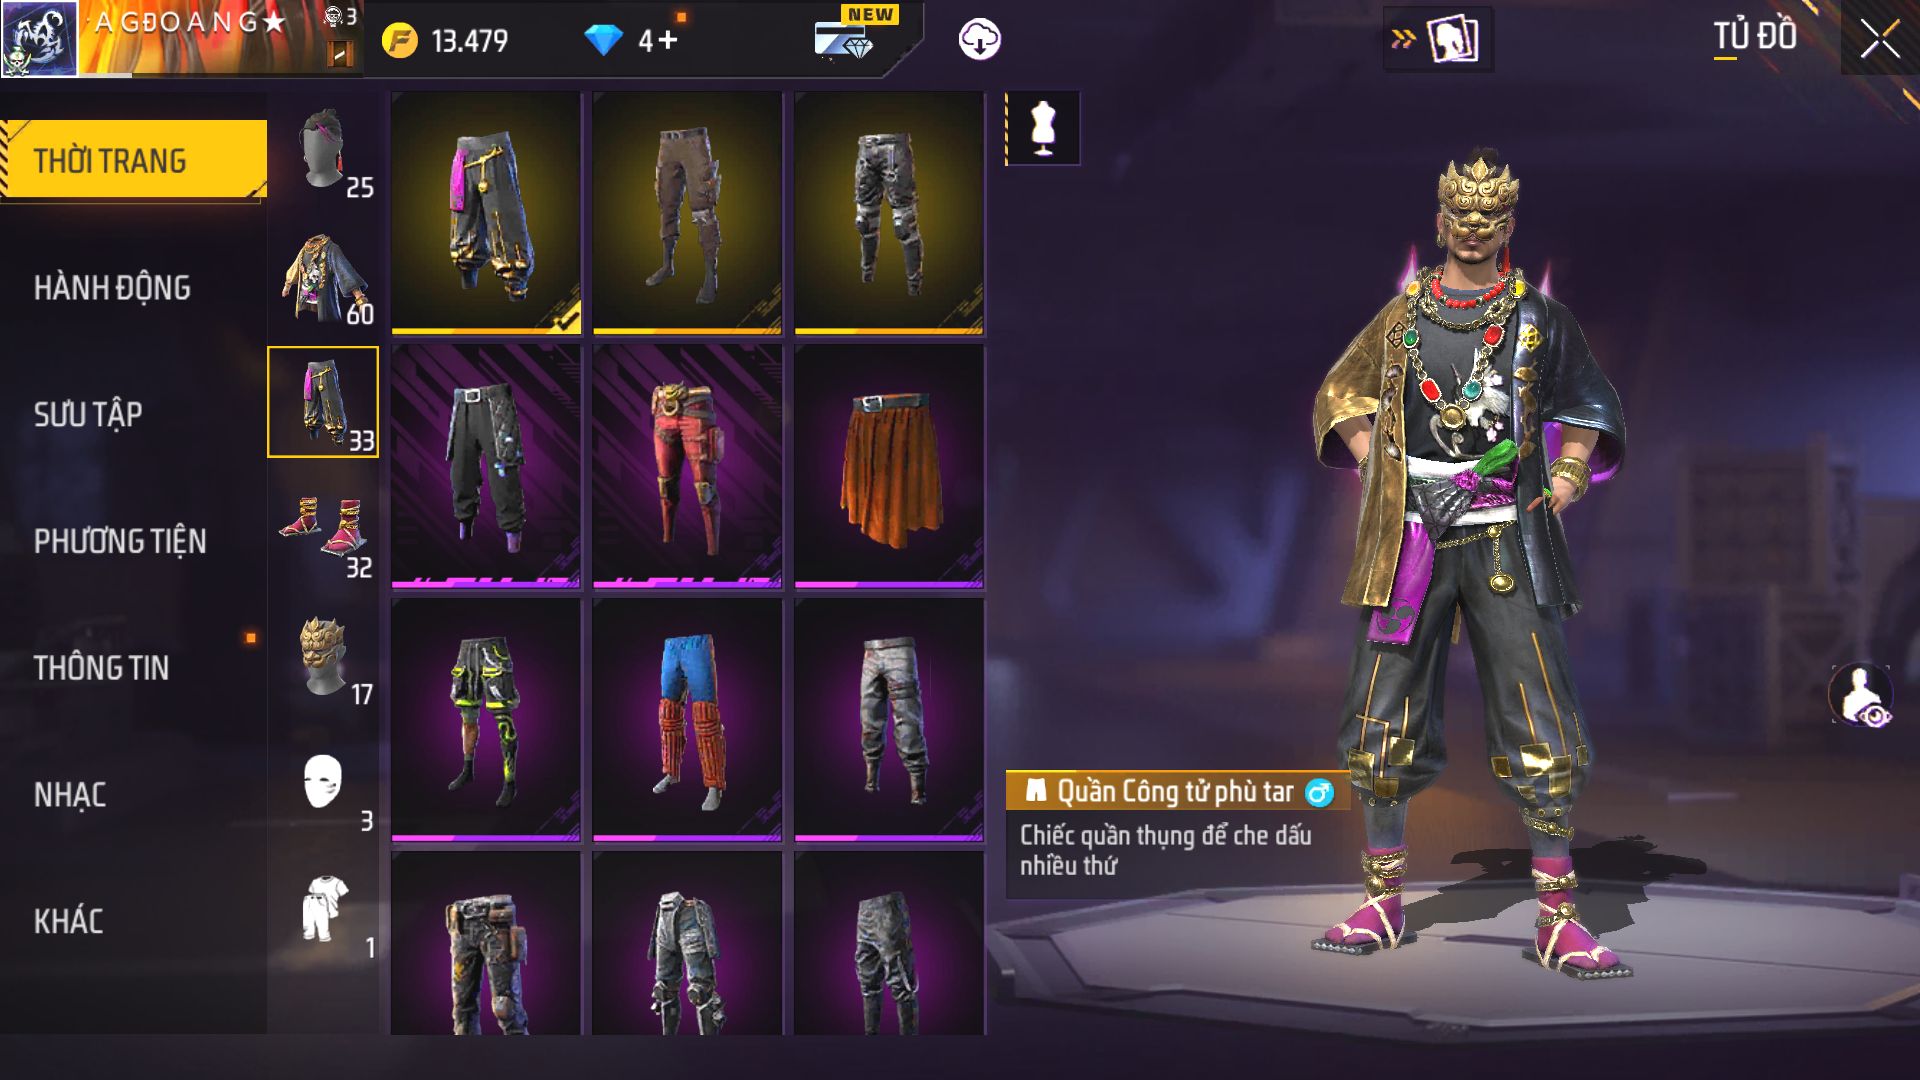 AGĐOANG★
3
13.479
4+
NEW
TỦ ĐỒ
THỜI TRANG
HÀNH ĐỘNG
SƯU TẬP
PHƯƠNG TIỆN
THÔNG TIN
NHẠC
KHÁC
25
60
33
32
17
3
1
Quần Công tử phù tar
Chiếc quần thụng để che dấu
nhiều thứ